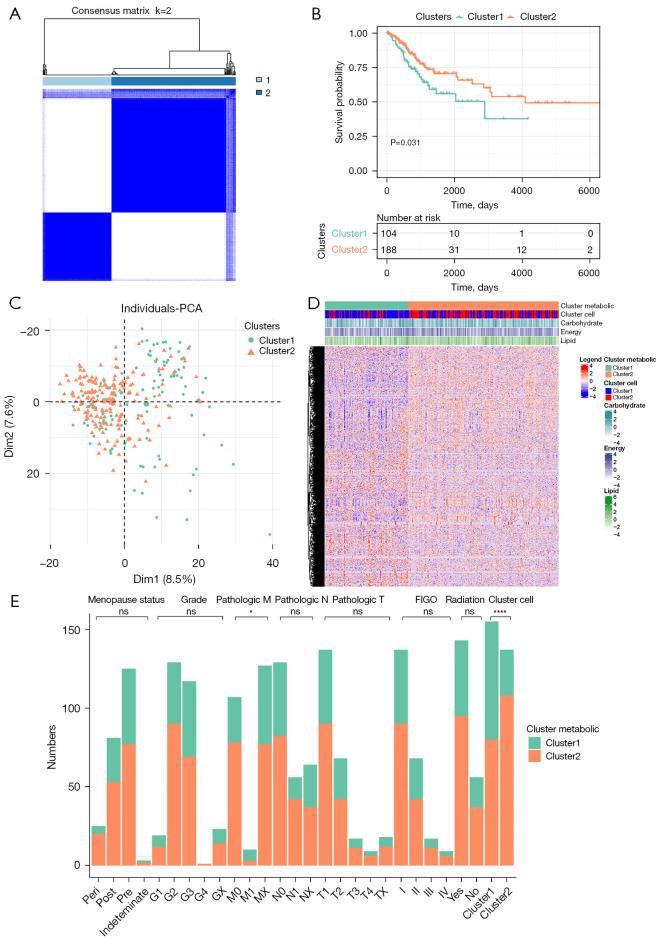 A
Consensus matrix k=2
1
2
B
Clusters Cluster1 Cluster2
Survival probability
1.00
0.75
0.50
0.25
0.00
P=0.031
0 2000 4000 6000
Time, days
Number at risk
Clusters
Cluster1 104 10 1 0
Cluster2 188 31 12 2
0 2000 4000 6000
Time, days
C
Individuals-PCA
Clusters
Cluster1
Cluster2
Dim2 (7.6%)
−20
0
20
−20 0 20 40
Dim1 (8.5%)
D
Cluster metabolic
Cluster cell
Carbohydrate
Energy
Lipid
Legend
4
2
0
−2
−4
Cluster metabolic
Cluster1
Cluster2
Cluster cell
Cluster1
Cluster2
Carbohydrate
4
2
0
−2
−4
Energy
4
2
0
−2
−4
Lipid
6
4
2
0
−2
−4
E
Menopause status Grade Pathologic M Pathologic N Pathologic T FIGO Radiation Cluster cell
ns ns * ns ns ns ns ****
Numbers
150
100
50
0
Peri Post Pre Indeterminate G1 G2 G3 G4 GX M0 M1 MX N0 N1 NX T1 T2 T3 T4 TX I II III IV Yes No Cluster1 Cluster2
Cluster metabolic
Cluster1
Cluster2